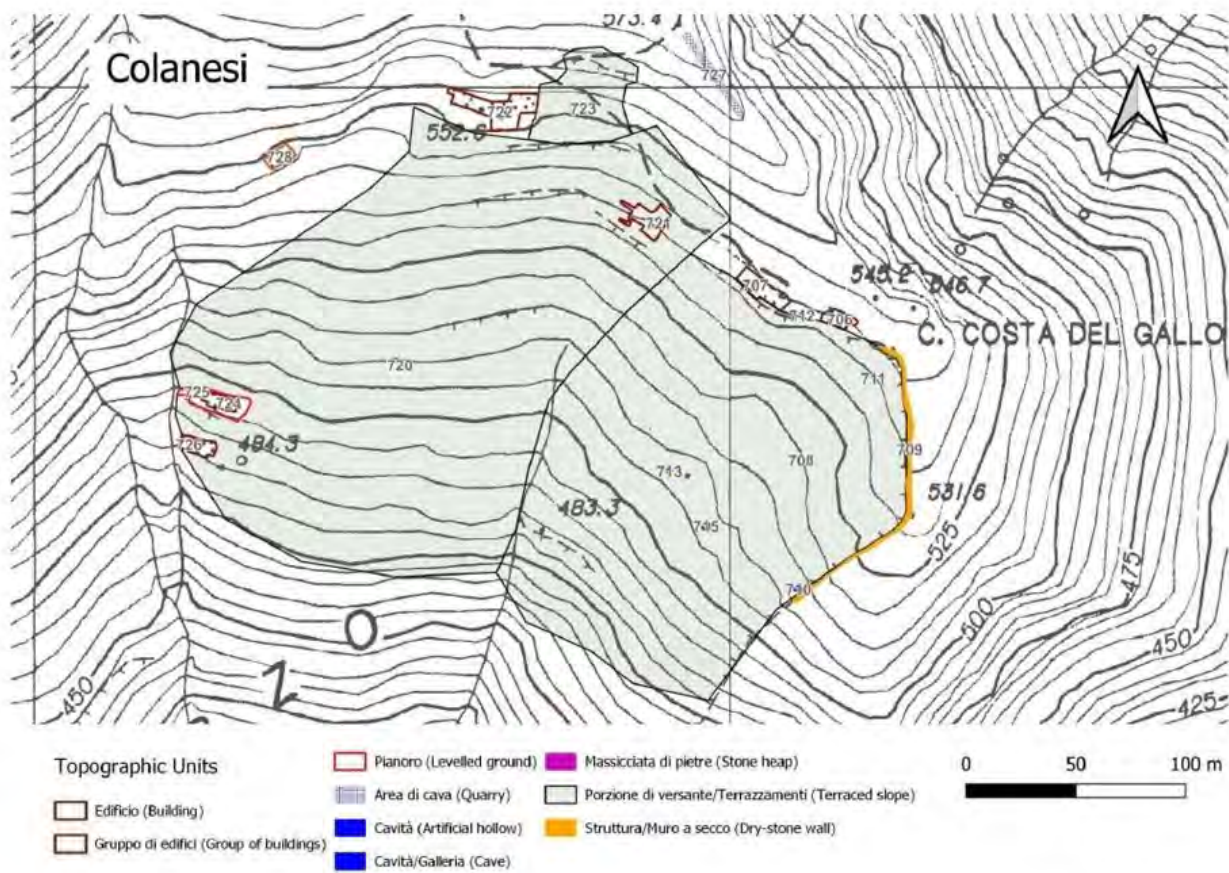 573.4
Colanesi
727
722
723
552.6
728
721
707
545.2
546.7
712
706
C. COSTA DEL GALLO
711
720
725
724
726
484.3
709
708
713
531.6
483.3
705
525
710
475
500
450
450
425
Topographic Units
Edificio (Building)
Gruppo di edifici (Group of buildings)
Pianoro (Levelled ground)
Area di cava (Quarry)
Cavità (Artificial hollow)
Cavità/Galleria (Cave)
Massicciata di pietre (Stone heap)
Porzione di versante/Terrazzamenti (Terraced slope)
Struttura/Muro a secco (Dry-stone wall)
0 50 100 m